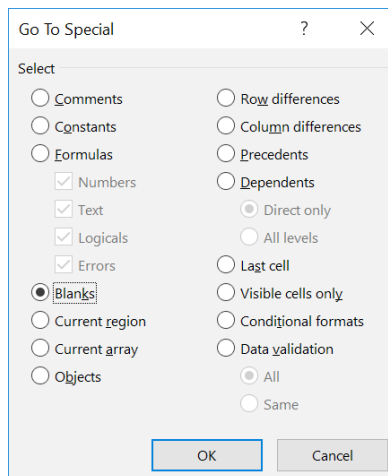 Go To Special ?
Select
Comments
Constants
Formulas
Numbers
Text
Logicals
Errors
Blanks
Current region
Current array
Objects
Row differences
Column differences
Precedents
Dependents
Direct only
All levels
Last cell
Visible cells only
Conditional formats
Data validation
All
Same
OK
Cancel